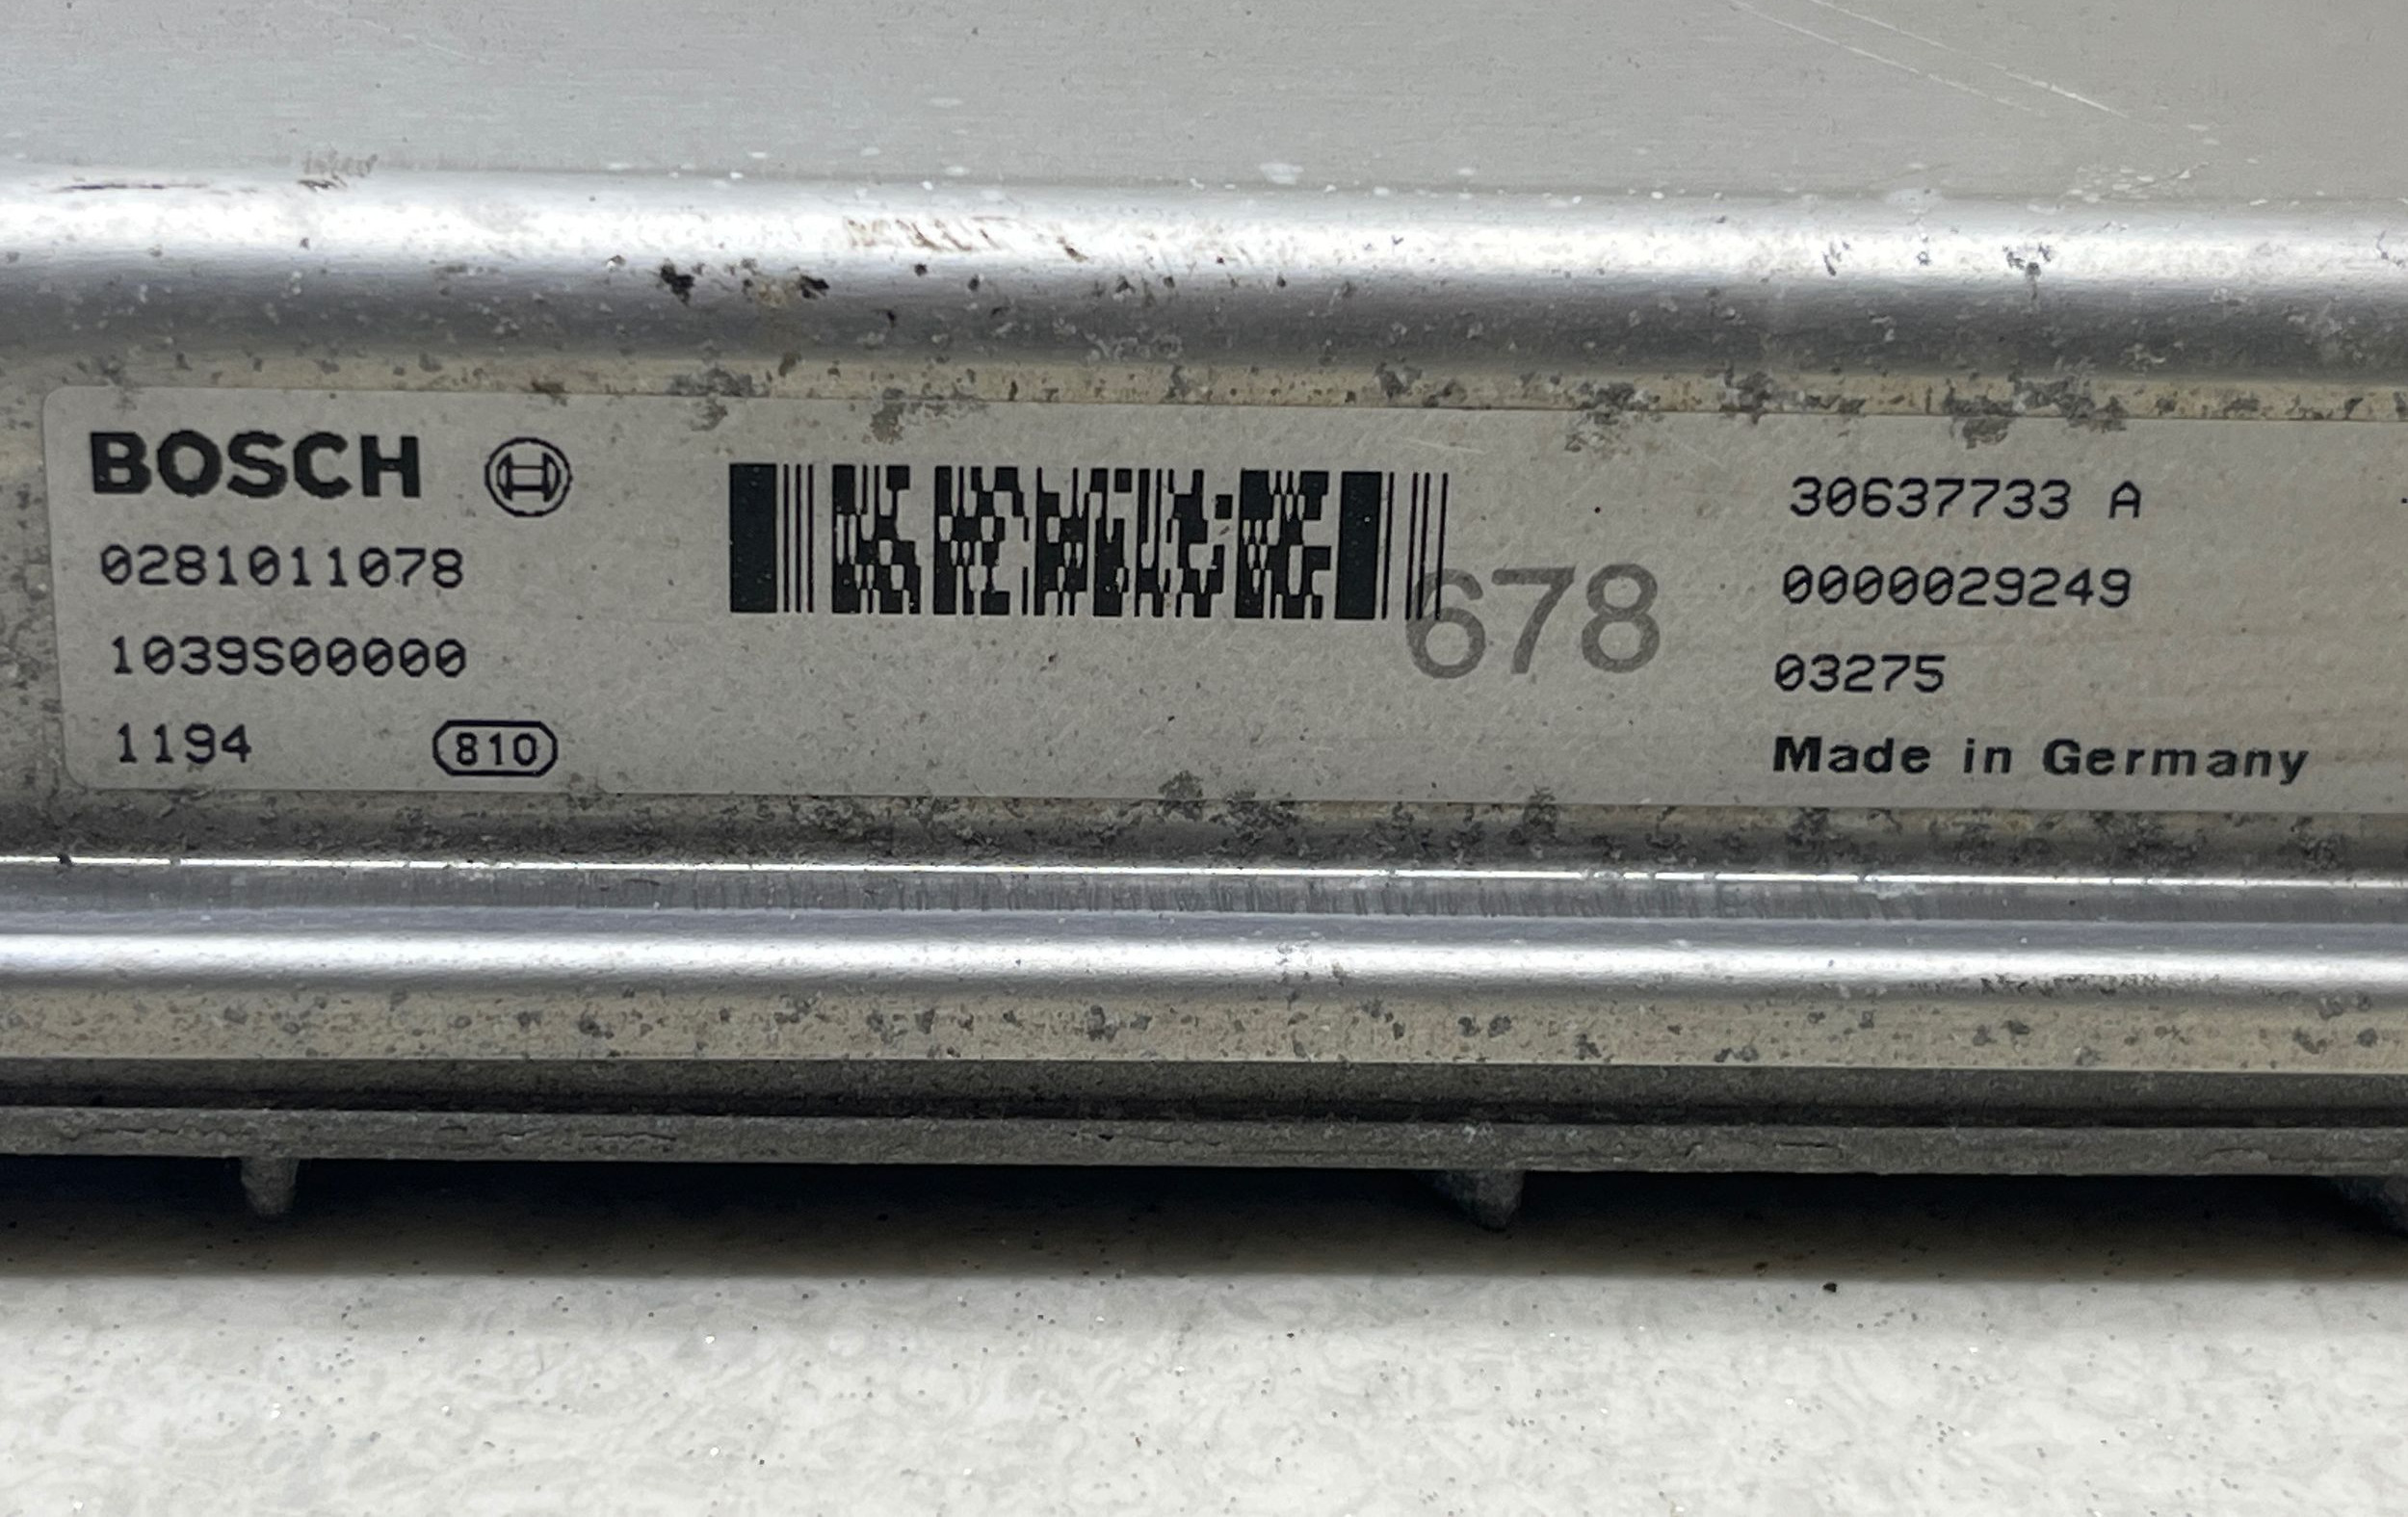 BOSCH
0281011078
1039S00000
1194 810
678
30637733 A
0000029249
03275
Made in Germany